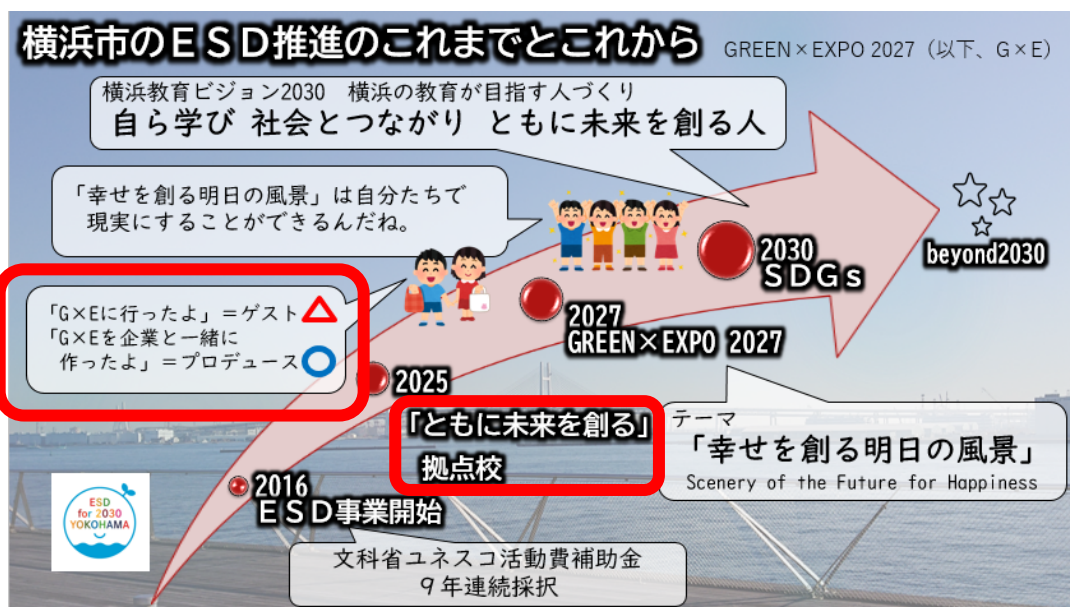 横浜市のＥＳＤ推進のこれまでとこれから
GREEN×EXPO 2027（以下、G×E）
横浜教育ビジョン2030　横浜の教育が目指す人づくり
自ら学び 社会とつながり ともに未来を創る人
「幸せを創る明日の風景」は自分たちで
現実にすることができるんだね。
「G×Eに行ったよ」＝ゲスト△
「G×Eを企業と一緒に
作ったよ」＝プロデュース○
beyond2030
2030
ＳＤＧｓ
2027
GREEN×EXPO 2027
2025
「ともに未来を創る」
拠点校
テーマ
「幸せを創る明日の風景」
Scenery of the Future for Happiness
2016
ＥＳＤ事業開始
文科省ユネスコ活動費補助金
９年連続採択
ESD
for 2030
YOKOHAMA